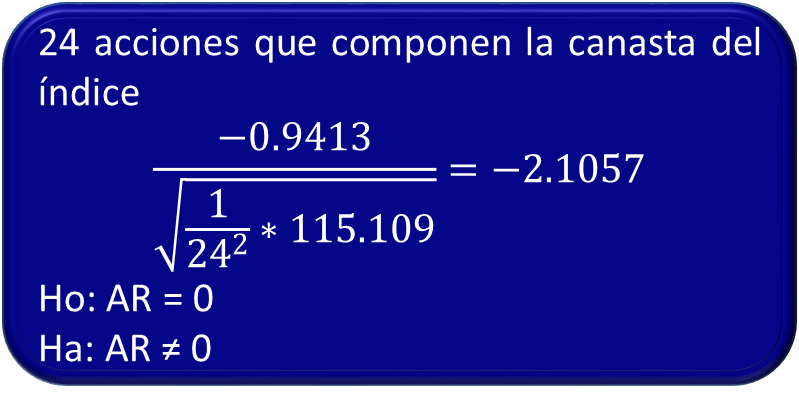 24 acciones que componen la canasta del
índice
−0.9413
√ 1/24² * 115.109 = −2.1057
Ho: AR = 0
Ha: AR ≠ 0